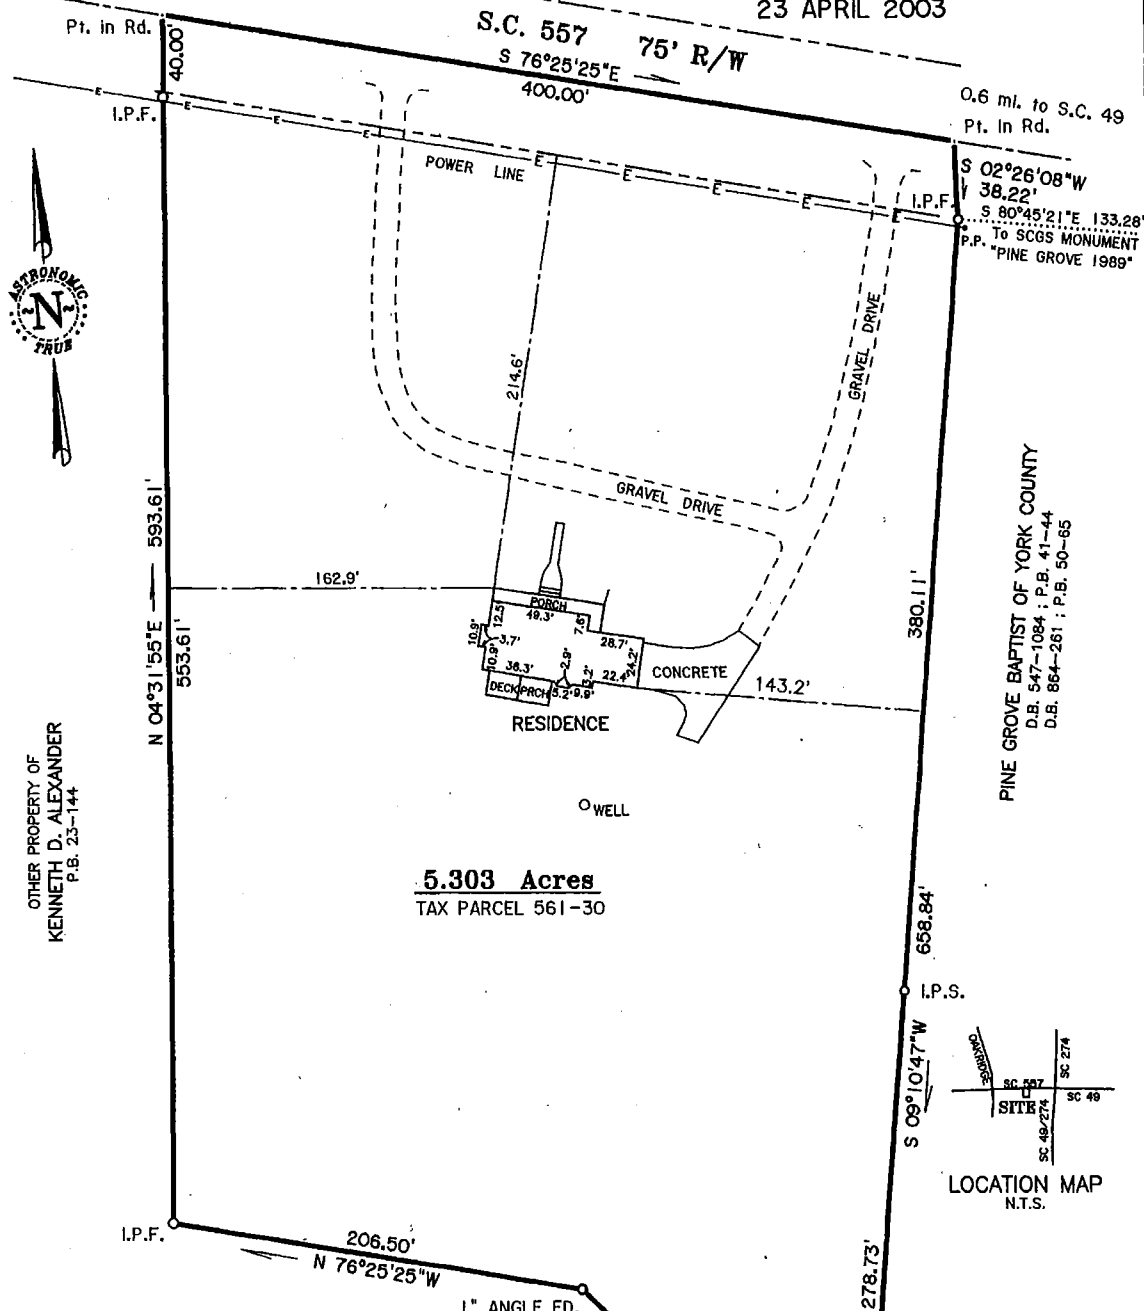 23 APRIL 2003
Pt. in Rd.
40.00'
S.C. 557 75' R/W
S 76°25'25"E
400.00'
0.6 mi. to S.C. 49
Pt. in Rd.
S 02°26'08"W
38.22'
I.P.F.
I.P.F.
S 80°45'21"E 133.28'
P.P. To SCGS MONUMENT
"PINE GROVE 1989"
E E E E E E E E E E
POWER LINE
ASTRONOMIC
~N~
TRUE
214.6'
GRAVEL DRIVE
GRAVEL DRIVE
N 04°31'55"E 593.61'
553.61'
162.9'
PORCH
49.3'
12.5'
7.6'
10.9'
3.7'
28.7'
10.9'
36.3'
2.9'
24.2'
3.2'
22.4'
DECK
PRCH
5.2'
9.9'
CONCRETE
143.2'
RESIDENCE
380.11'
PINE GROVE BAPTIST OF YORK COUNTY
D.B. 547-1084 ; P.B. 41-44
D.B. 864-261 ; P.B. 50-65
OTHER PROPERTY OF
KENNETH D. ALEXANDER
P.B. 23-144
WELL
5.303 Acres
TAX PARCEL 561-30
658.84'
I.P.S.
S 09°10'47"W
OAKRIDGE
SC 557
SC 274
SC 49
SITE
SC 49/274
LOCATION MAP
N.T.S.
I.P.F.
206.50'
N 76°25'25"W
278.73'
1" ANGLE FD.